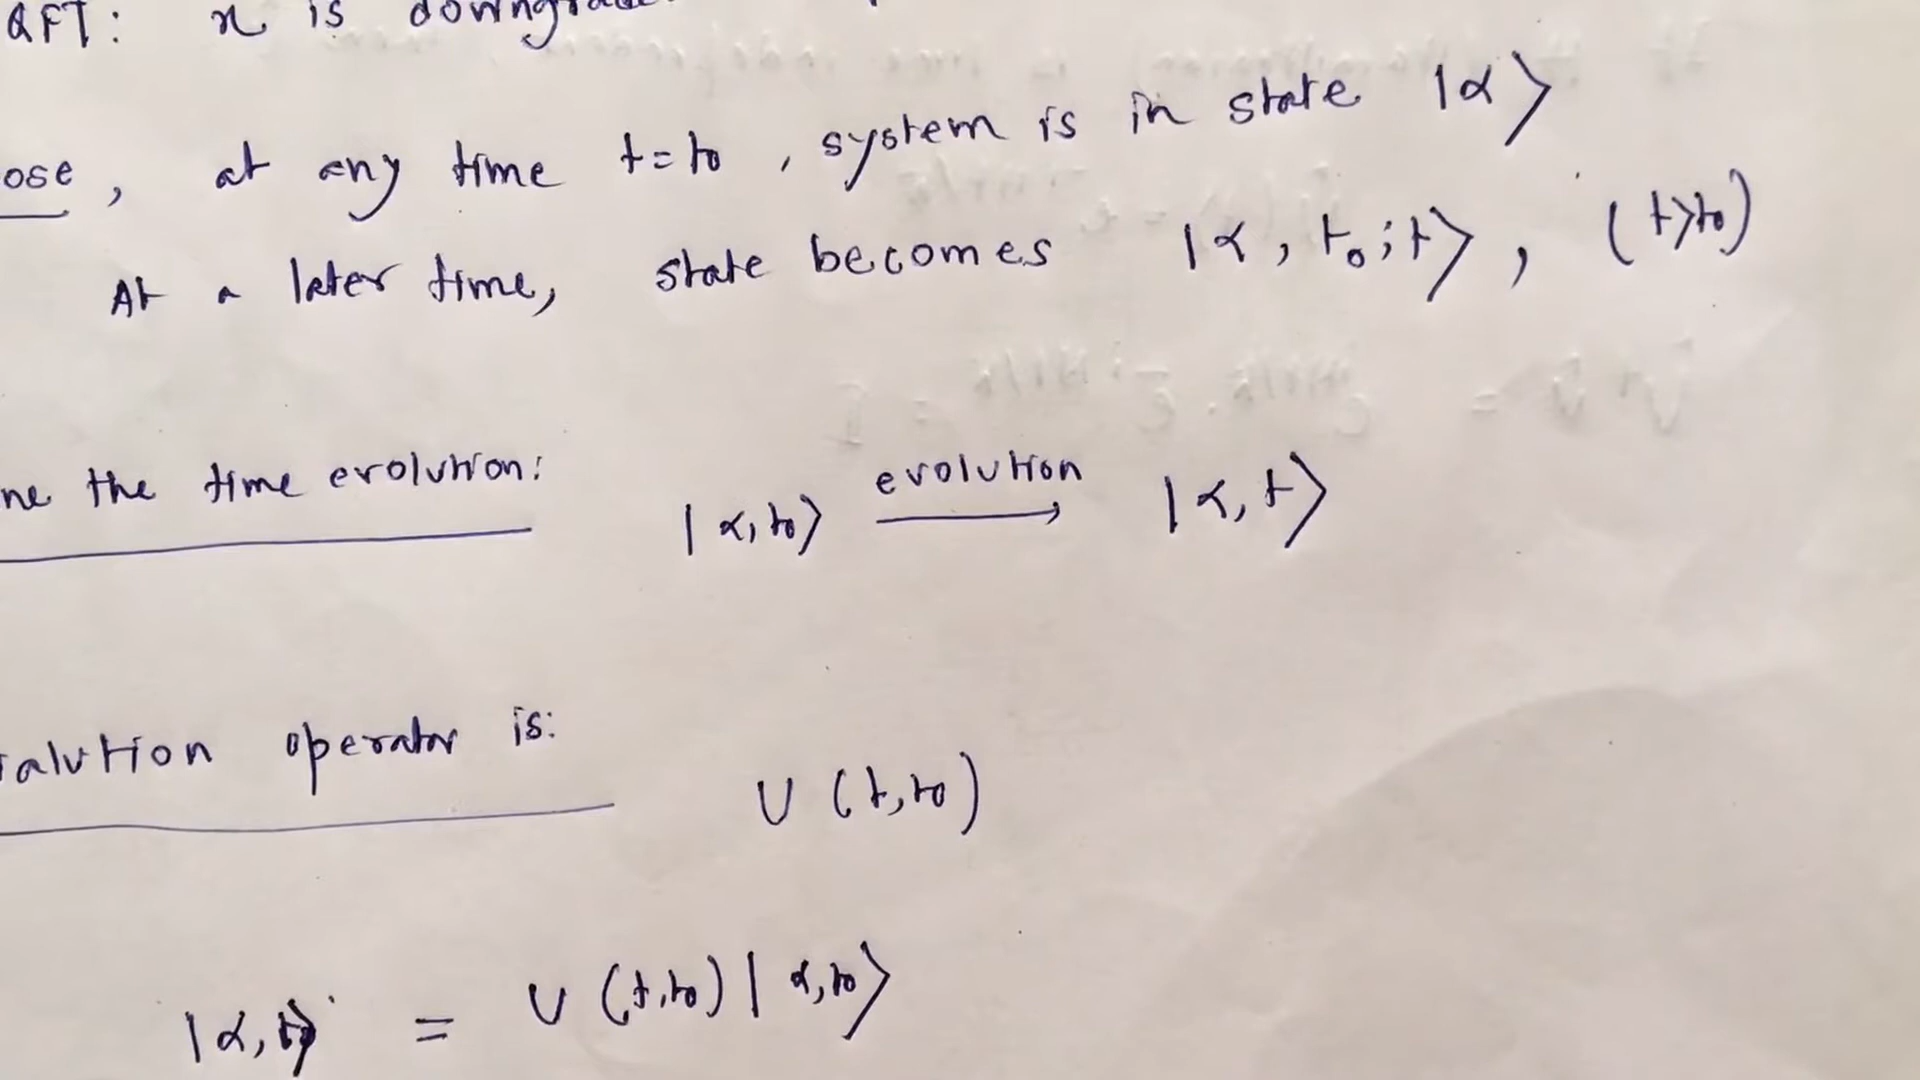 QFT: x is
ose, at any time t=t0, system is in state |α⟩
At a later time, state becomes |α, t0;t⟩, (t>t0)
ne the time evolution: |α,t0⟩ evolution → |α,t⟩
alution operator is: U (t,t0)
|α,t⟩ = U (t,t0) |α,t0⟩